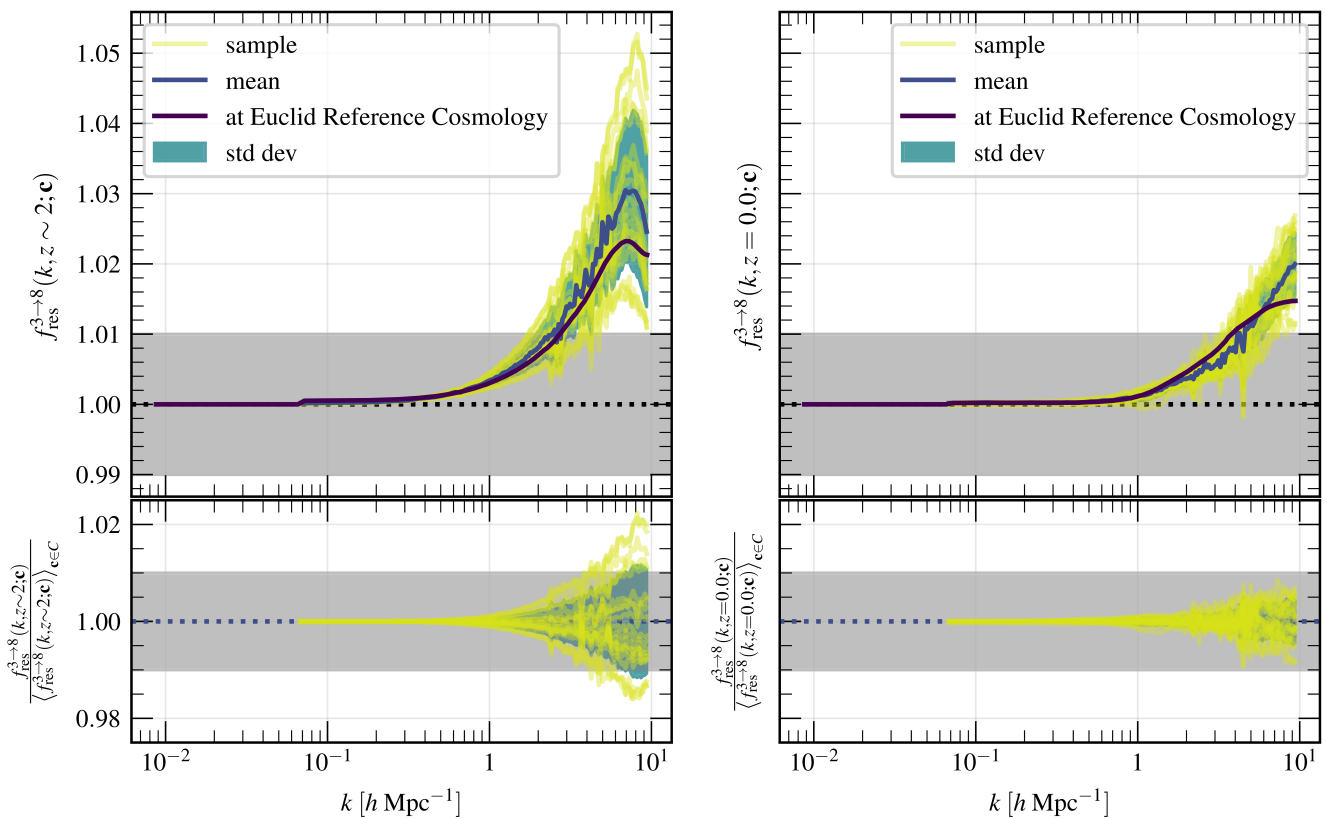 sample
mean
at Euclid Reference Cosmology
std dev
1.05
1.04
1.03
1.02
1.01
1.00
0.99
f_res^{3→8}(k, z ∼ 2; c)
sample
mean
at Euclid Reference Cosmology
std dev
f_res^{3→8}(k, z = 0.0; c)
1.02
1.00
0.98
f_res^{3→8}(k,z∼2;c)
⟨f_res^{3→8}(k,z∼2;c)⟩_{c∈C}
10^{−2} 10^{−1} 1 10^{1}
k [h Mpc^{−1}]
f_res^{3→8}(k,z=0.0;c)
⟨f_res^{3→8}(k,z=0.0;c)⟩_{c∈C}
10^{−2} 10^{−1} 1 10^{1}
k [h Mpc^{−1}]